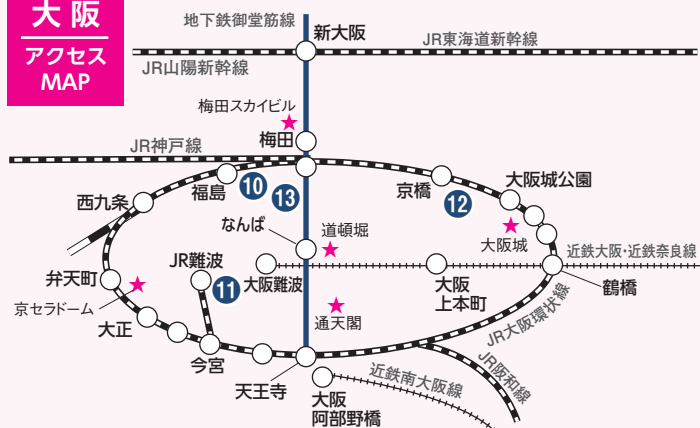 大阪
アクセス
MAP
地下鉄御堂筋線
新大阪
JR東海道新幹線
JR山陽新幹線
梅田スカイビル
梅田
JR神戸線
福島
10
13
京橋
12
大阪城公園
西九条
なんば
道頓堀
大阪城
近鉄大阪・近鉄奈良線
弁天町
JR難波
11
大阪難波
大阪
上本町
鶴橋
京セラドーム
通天閣
大正
今宮
JR大阪環状線
JR阪和線
天王寺
近鉄南大阪線
大阪
阿部野橋